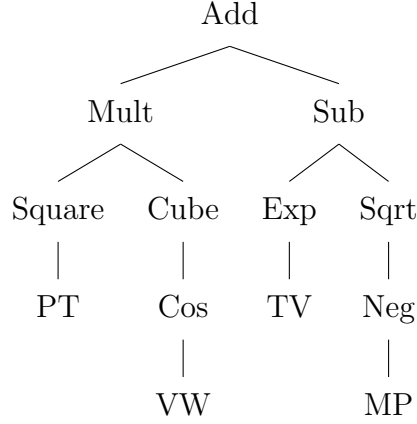 Add
Mult Sub
Square Cube Exp Sqrt
PT Cos TV Neg
VW MP